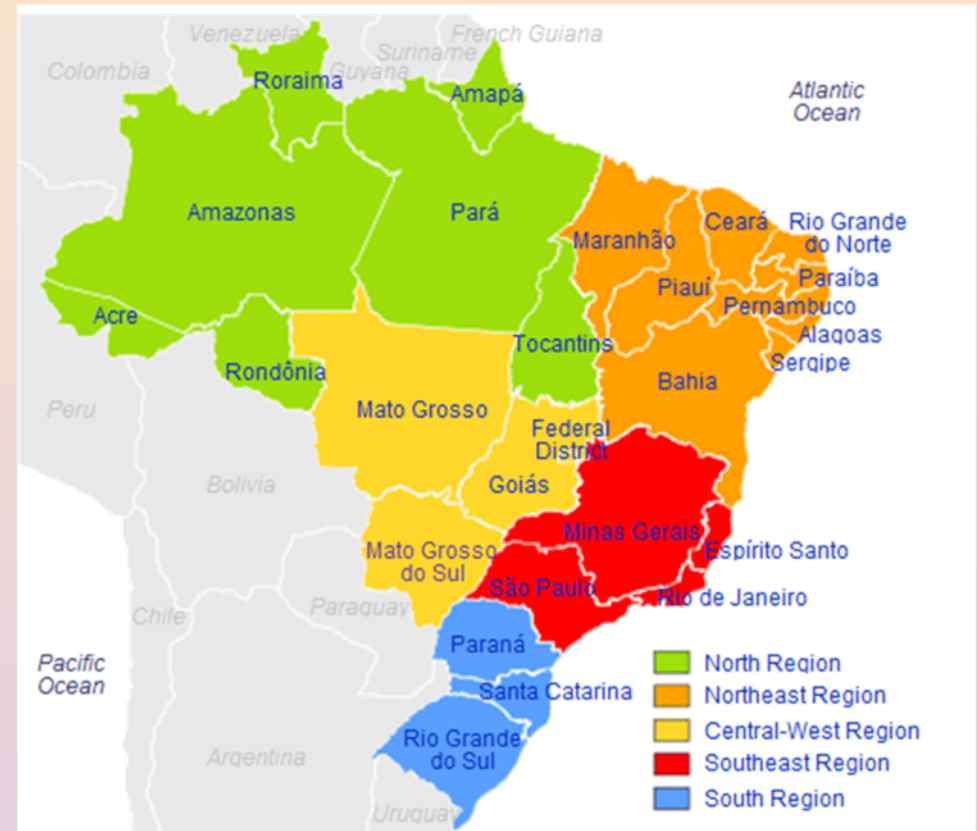 Venezuela
French Guiana
Suriname
Colombia
Guyana
Roraima
Amapá
Atlantic
Ocean
Amazonas
Pará
Ceará
Rio Grande
do Norte
Maranhão
Piauí
Paraíba
Pernambuco
Acre
Alagoas
Tocantins
Sergipe
Rondônia
Bahia
Peru
Mato Grosso
Federal
District
Bolivia
Goiás
Minas Gerais
Mato Grosso
do Sul
Espírito Santo
São Paulo
Rio de Janeiro
Paraguay
Chile
Paraná
Pacific
Ocean
Santa Catarina
Rio Grande
do Sul
Argentina
Uruguay
North Region
Northeast Region
Central-West Region
Southeast Region
South Region